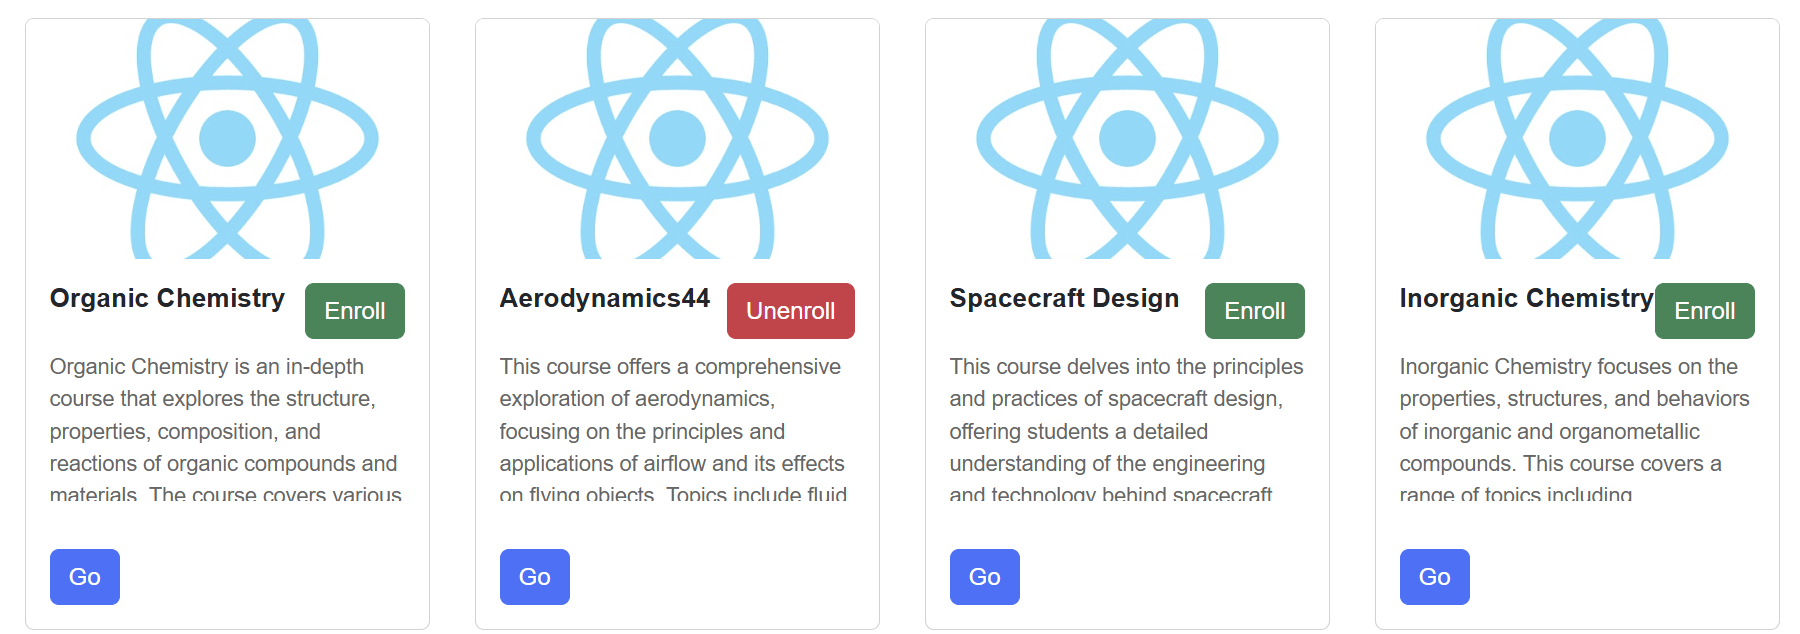 Organic Chemistry
Enroll
Organic Chemistry is an in-depth
course that explores the structure,
properties, composition, and
reactions of organic compounds and
materials. The course covers various
Go
Aerodynamics44
Unenroll
This course offers a comprehensive
exploration of aerodynamics,
focusing on the principles and
applications of airflow and its effects
on flying objects. Topics include fluid
Go
Spacecraft Design
Enroll
This course delves into the principles
and practices of spacecraft design,
offering students a detailed
understanding of the engineering
and technology behind spacecraft
Go
Inorganic Chemistry
Enroll
Inorganic Chemistry focuses on the
properties, structures, and behaviors
of inorganic and organometallic
compounds. This course covers a
range of topics including
Go